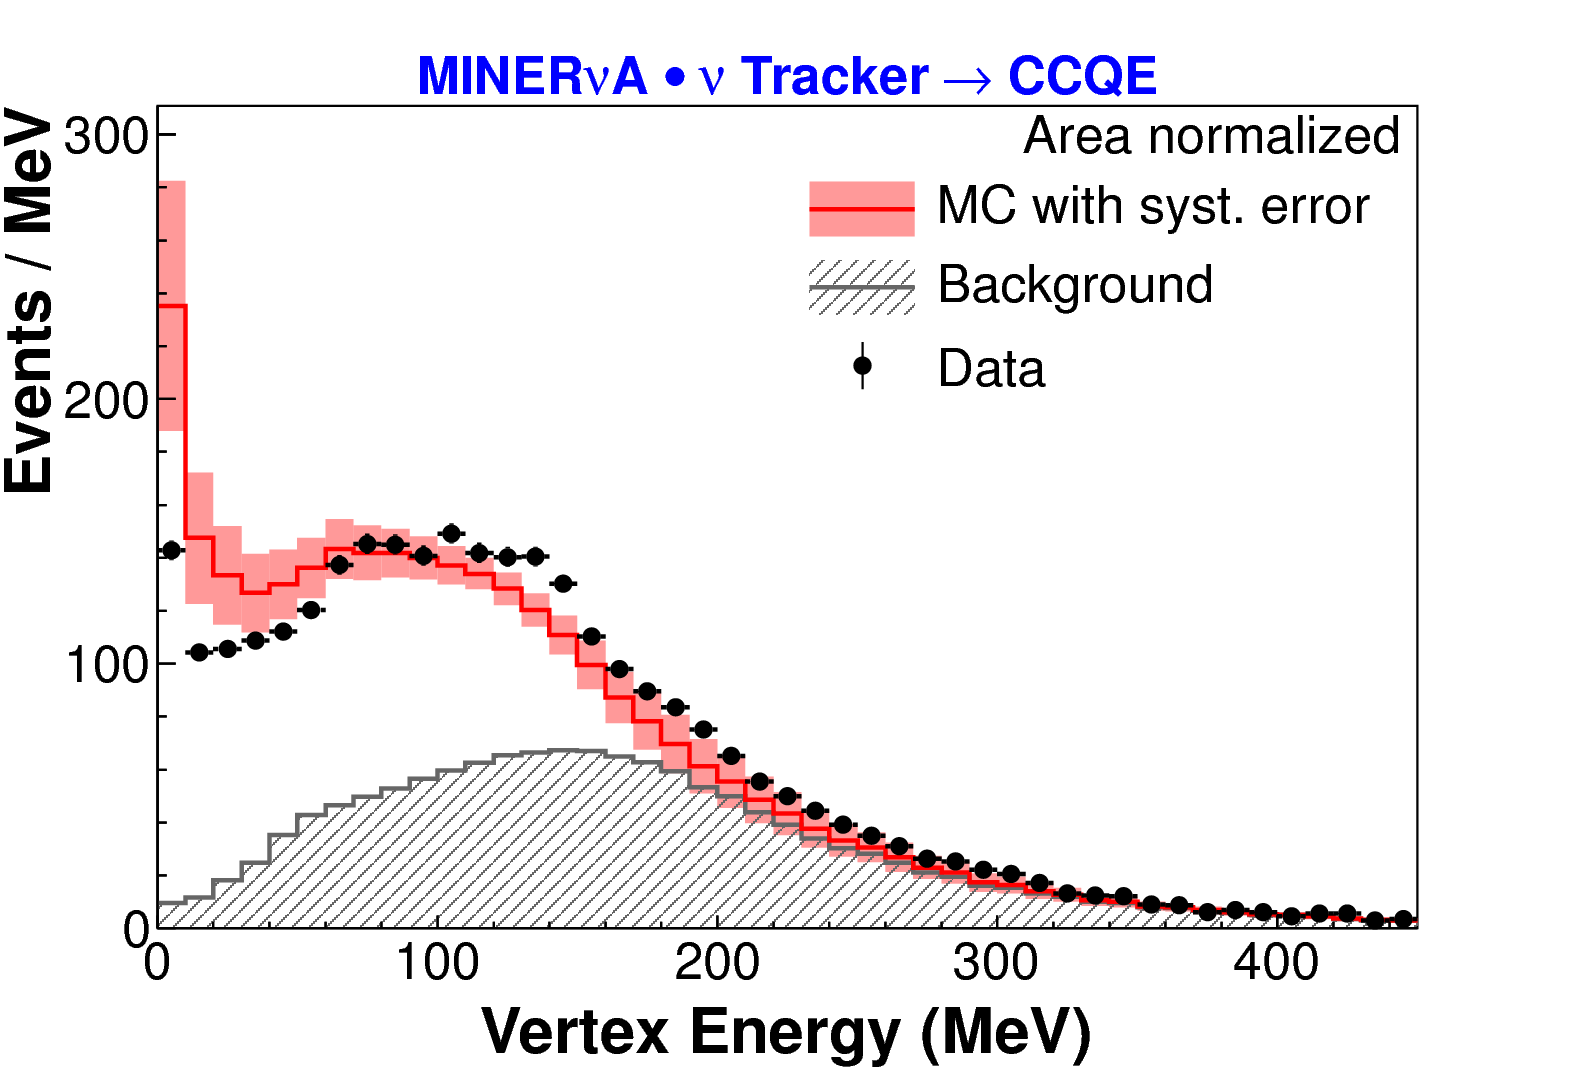 MINERνA • ν Tracker → CCQE
Events / MeV
300
200
100
0
Area normalized
MC with syst. error
Background
Data
0 100 200 300 400
Vertex Energy (MeV)